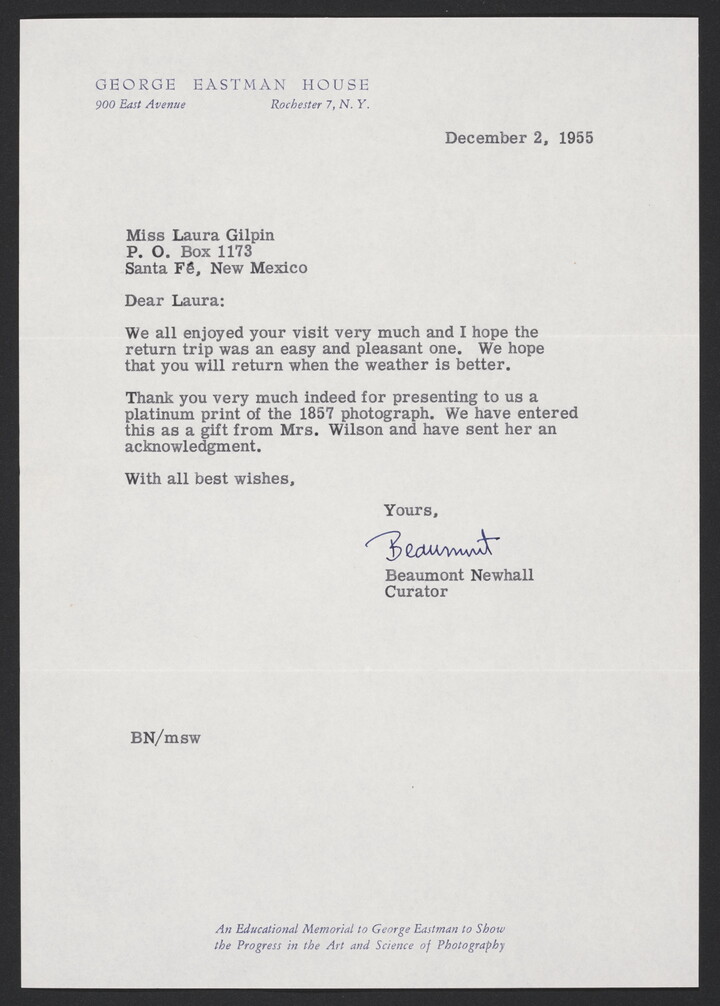 GEORGE EASTMAN HOUSE
900 East Avenue Rochester 7, N. Y.
December 2, 1955
Miss Laura Gilpin
P. O. Box 1173
Santa Fé, New Mexico
Dear Laura:
We all enjoyed your visit very much and I hope the
return trip was an easy and pleasant one. We hope
that you will return when the weather is better.
Thank you very much indeed for presenting to us a
platinum print of the 1857 photograph. We have entered
this as a gift from Mrs. Wilson and have sent her an
acknowledgment.
With all best wishes,
Yours,
Beaumont
Beaumont Newhall
Curator
BN/msw
An Educational Memorial to George Eastman to Show
the Progress in the Art and Science of Photography